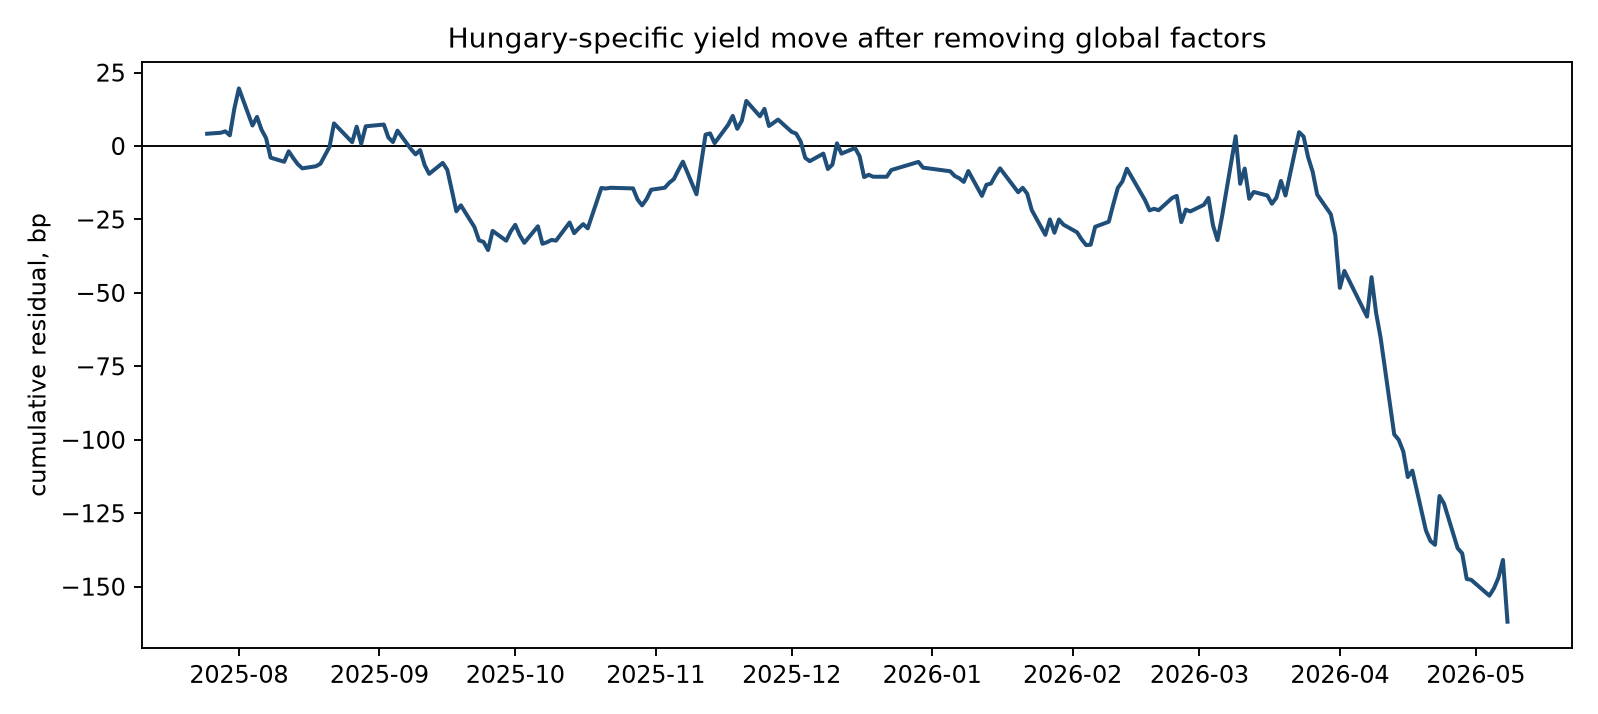 Hungary-specific yield move after removing global factors
cumulative residual, bp
25
0
−25
−50
−75
−100
−125
−150
2025-08 2025-09 2025-10 2025-11 2025-12 2026-01 2026-02 2026-03 2026-04 2026-05